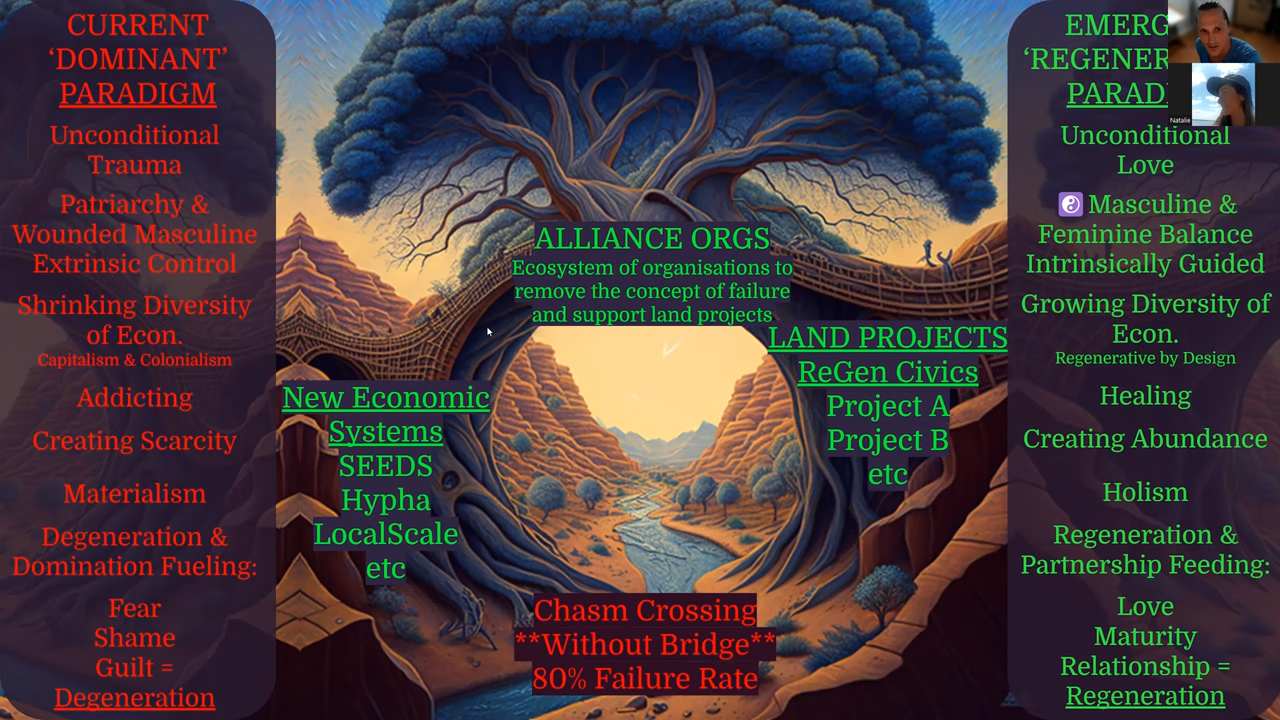 CURRENT
‘DOMINANT’
PARADIGM
Unconditional
Trauma
Patriarchy &
Wounded Masculine
Extrinsic Control
Shrinking Diversity
of Econ.
Capitalism & Colonialism
Addicting
Creating Scarcity
Materialism
Degeneration &
Domination Fueling:
Fear
Shame
Guilt =
Degeneration
ALLIANCE ORGS
Ecosystem of organisations to
remove the concept of failure
and support land projects
New Economic
Systems
SEEDS
Hypha
LocalScale
etc
LAND PROJECTS
ReGen Civics
Project A
Project B
etc
Chasm Crossing
**Without Bridge**
80% Failure Rate
EMERG
‘REGENER
PARADI
Natalie
Unconditional
Love
☯ Masculine &
Feminine Balance
Intrinsically Guided
Growing Diversity of
Econ.
Regenerative by Design
Healing
Creating Abundance
Holism
Regeneration &
Partnership Feeding:
Love
Maturity
Relationship =
Regeneration